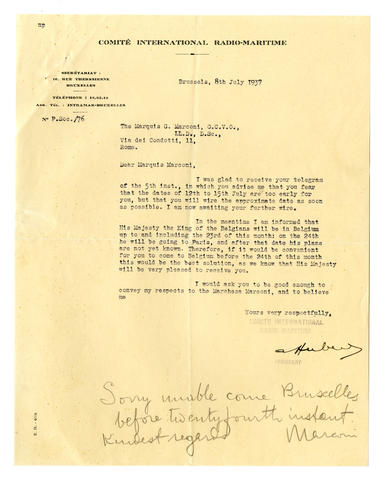 COMITÉ INTERNATIONAL RADIO-MARITIME
SECRÉTARIAT :
BRUXELLES
TÉLÉPHONE :
Adr. Tél. : INTRAMAR-BRUXELLES
N° P.Soc./76
Brussels, 8th July 1937
The Marquis G. Marconi, G.C.V.O.,
LL.D., D.Sc.,
Via dei Condotti, 11,
Rome.
Dear Marquis Marconi,
I was glad to receive your telegram
of the 5th inst., in which you advise me that you fear
that the dates of 12th to 15th July are too early for
you, but that you will wire the approximate date as soon
as possible. I am now awaiting your further wire.
In the meantime I am informed that
His Majesty the King of the Belgians will be in Belgium
up to and including the 23rd of this month: on the 24th
he will be going to Paris, and after that date his plans
are not yet known. Therefore, if it would be convenient
for you to come to Belgium before the 24th of this month
this would be the best solution, as we know that His Majesty
will be very pleased to receive you.
I would ask you to be good enough to
convey my respects to the Marchesa Marconi, and to believe
me
Yours very respectfully,
COMITÉ INTERNATIONAL
RADIO-MARITIME
PRESIDENT
Sorry unable come Bruxelles
before twentyfourth instant.
Kindest regards Marconi